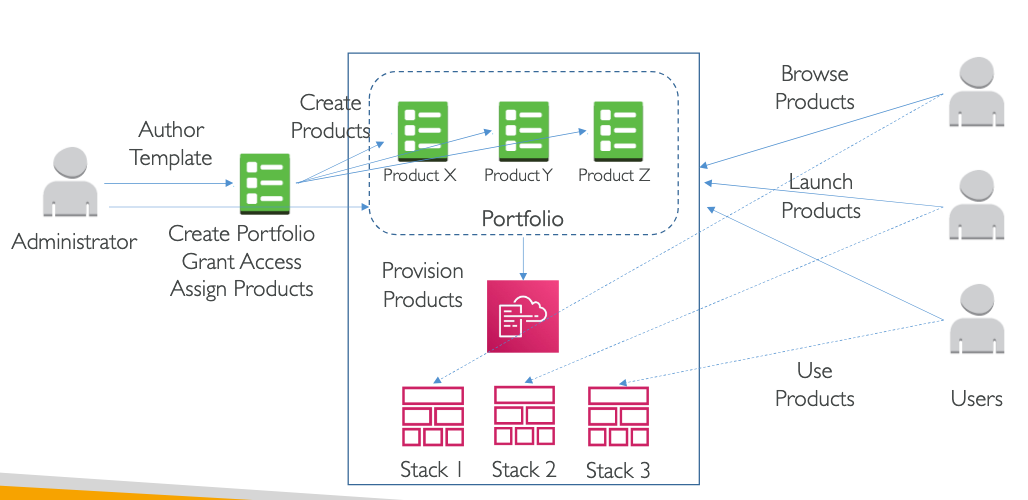 Author
Template
Administrator
Create Portfolio
Grant Access
Assign Products
Create
Products
Product X
Product Y
Product Z
Portfolio
Provision
Products
Stack 1
Stack 2
Stack 3
Browse
Products
Launch
Products
Use
Products
Users